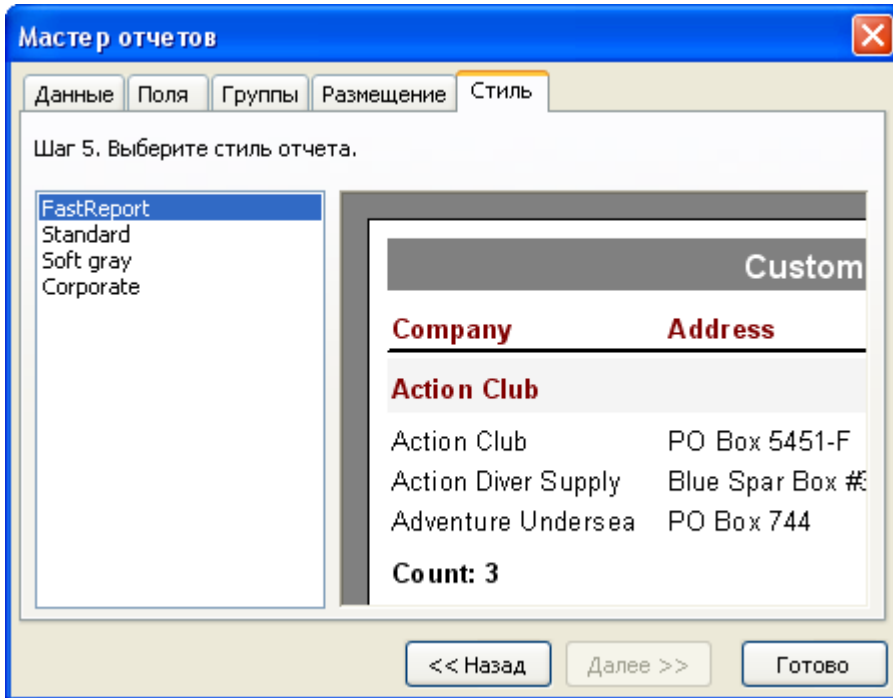 Мастер отчетов
Данные Поля Группы Размещение Стиль
Шаг 5. Выберите стиль отчета.
FastReport
Standard
Soft gray
Corporate
Custom
Company Address
Action Club
Action Club PO Box 5451-F
Action Diver Supply Blue Spar Box #3
Adventure Undersea PO Box 744
Count: 3
<< Назад Далее >> Готово